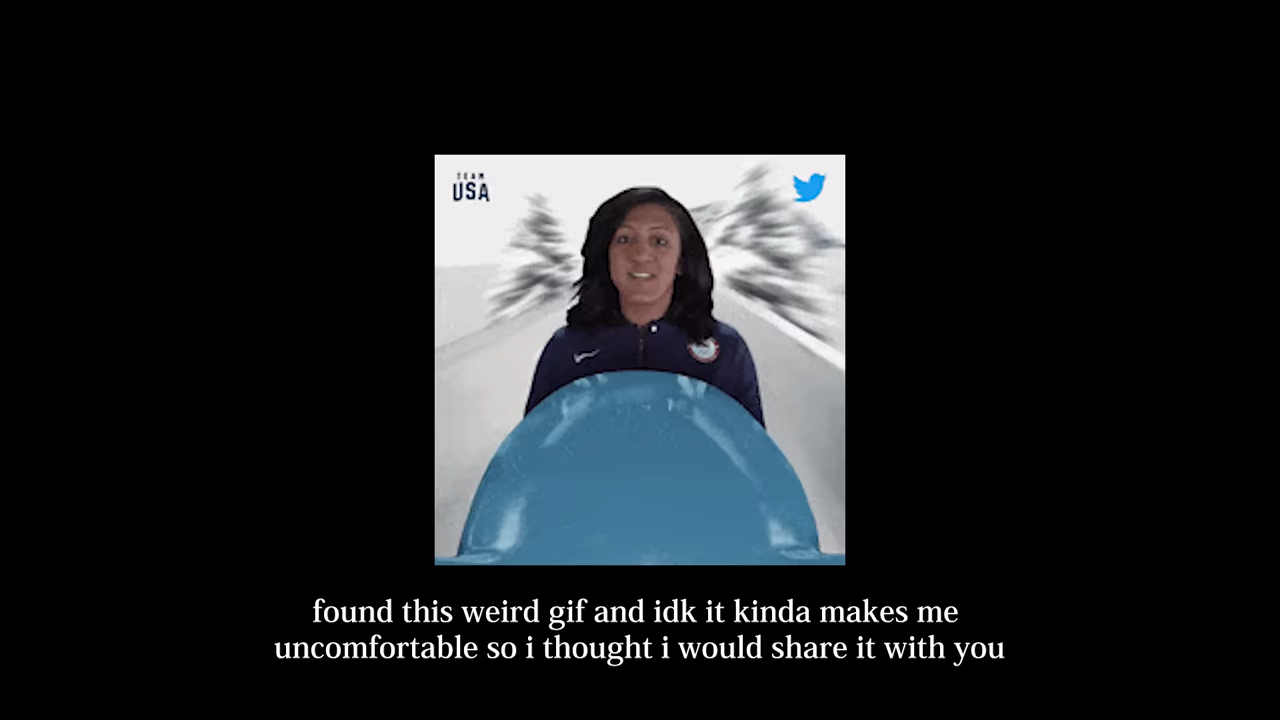 TEAM
USA
found this weird gif and idk it kinda makes me
uncomfortable so i thought i would share it with you